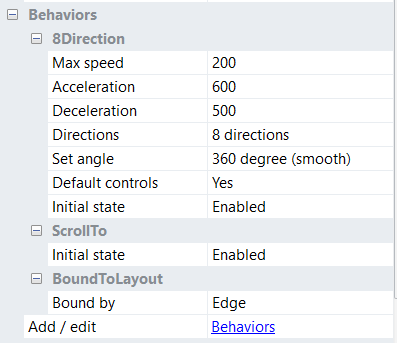 Behaviors
8Direction
Max speed 200
Acceleration 600
Deceleration 500
Directions 8 directions
Set angle 360 degree (smooth)
Default controls Yes
Initial state Enabled
ScrollTo
Initial state Enabled
BoundToLayout
Bound by Edge
Add / edit Behaviors